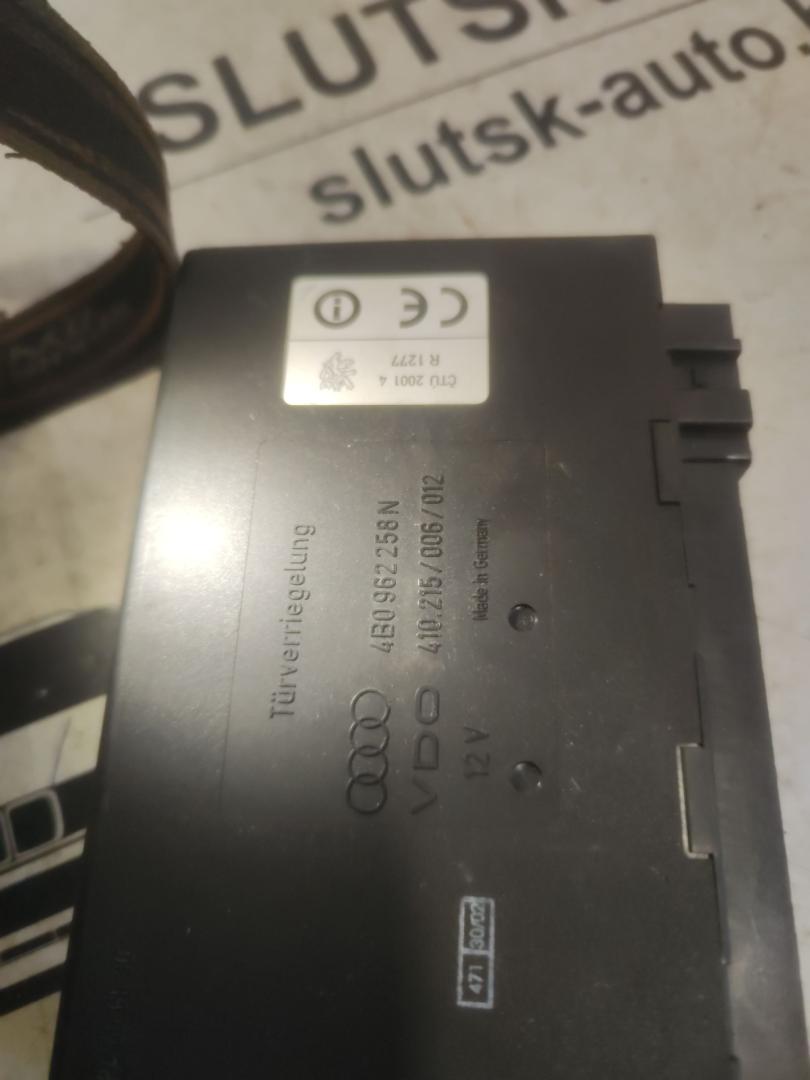 SLUTSK
slutsk-auto.
CE
ČTÚ 2001 4
R 1277
Türverriegelung
4B0 962 258 N
VDO 410.215/006/012
12 V Made in Germany
471 30/02